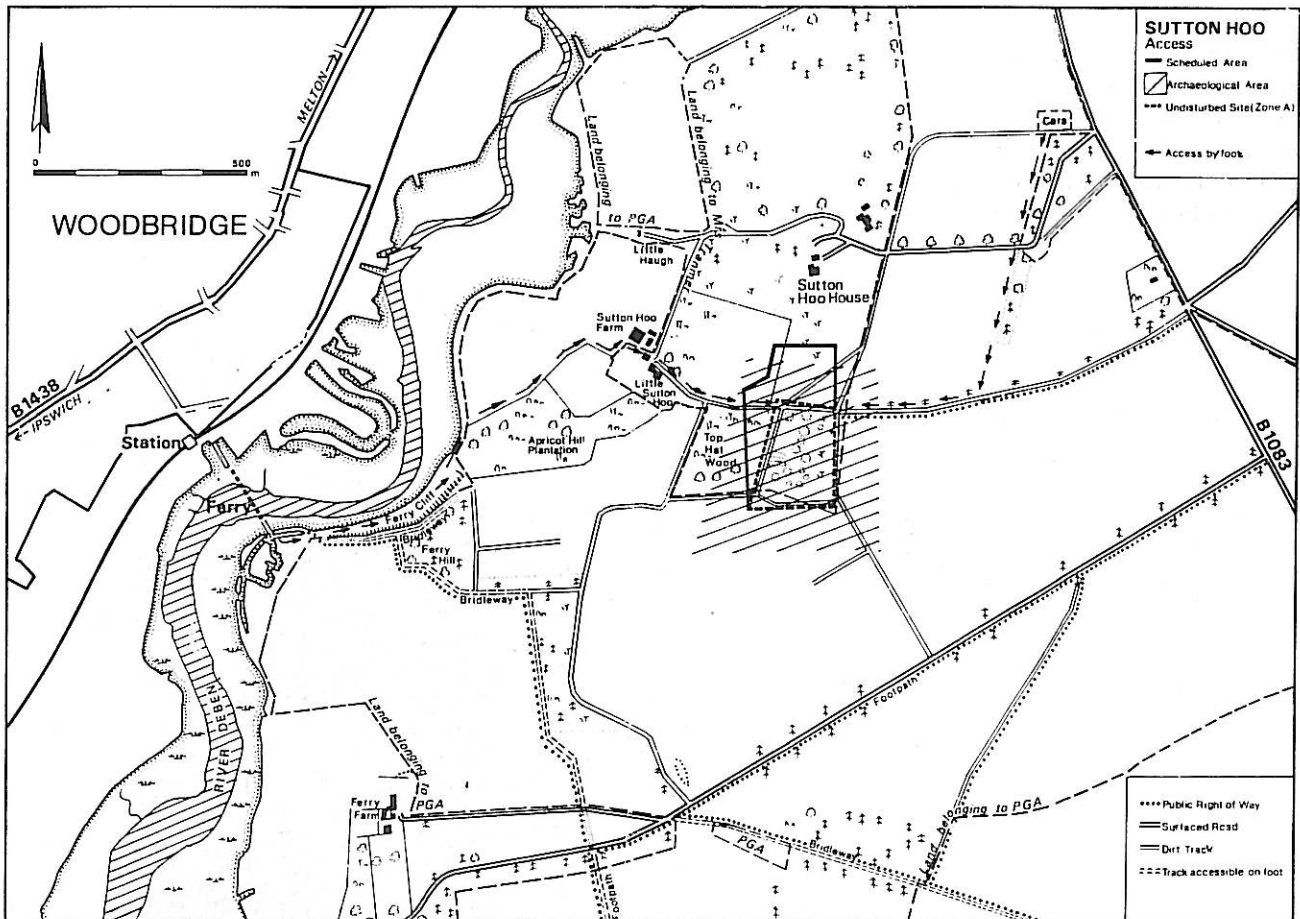 SUTTON HOO
Access
Scheduled Area
Archaeological Area
Undisturbed Site(Zone A)
Access by foot
MELTON
0 500
m
WOODBRIDGE
Cars
Land belonging
to PGA
Land belonging to Miss Tranmer
Little
Haugh
Sutton
Hoo House
Sutton Hoo
Farm
Little
Sutton
Hoo
B1438
IPSWICH
Station
Apricot Hill
Plantation
Top
Hat
Wood
B1083
Ferry
Ferry Cliff
Bridleway
Ferry
Hill
Bridleway
RIVER DEBEN
Footpath
Land belonging to
PGA
Ferry
Farm
Land belonging to PGA
PGA
Bridleway
Footpath
Public Right of Way
Surfaced Road
Dirt Track
Track accessible on foot